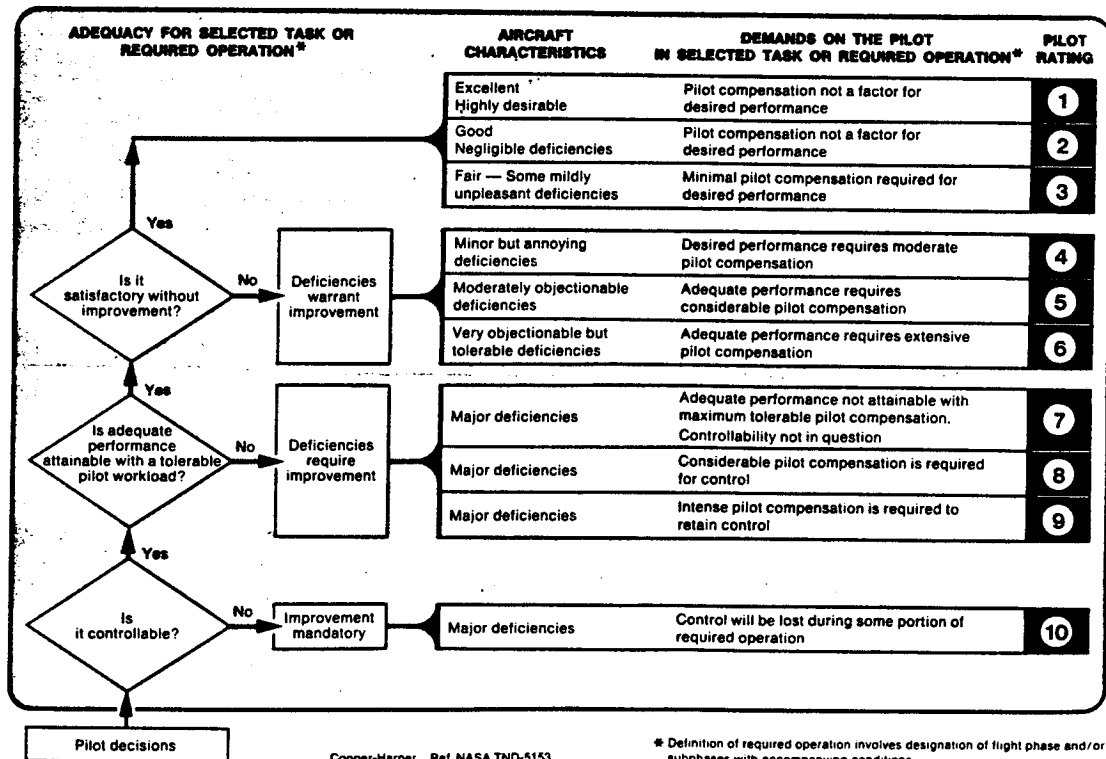 ADEQUACY FOR SELECTED TASK OR
REQUIRED OPERATION*
AIRCRAFT
CHARACTERISTICS
DEMANDS ON THE PILOT
IN SELECTED TASK OR REQUIRED OPERATION*
PILOT
RATING
Excellent
Highly desirable
Pilot compensation not a factor for
desired performance
1
Good
Negligible deficiencies
Pilot compensation not a factor for
desired performance
2
Fair — Some mildly
unpleasant deficiencies
Minimal pilot compensation required for
desired performance
3
Yes
Is it
satisfactory without
improvement?
No
Deficiencies
warrant
improvement
Minor but annoying
deficiencies
Desired performance requires moderate
pilot compensation
4
Moderately objectionable
deficiencies
Adequate performance requires
considerable pilot compensation
5
Very objectionable but
tolerable deficiencies
Adequate performance requires extensive
pilot compensation
6
Yes
Is adequate
performance
attainable with a tolerable
pilot workload?
No
Deficiencies
require
improvement
Major deficiencies
Adequate performance not attainable with
maximum tolerable pilot compensation.
Controllability not in question
7
Major deficiencies
Considerable pilot compensation is required
for control
8
Major deficiencies
Intense pilot compensation is required to
retain control
9
Yes
Is
it controllable?
No
Improvement
mandatory
Major deficiencies
Control will be lost during some portion of
required operation
10
Pilot decisions
Cooper-Harper Ref. NASA TND-5153
* Definition of required operation involves designation of flight phase and/or
subphases with accompanying conditions